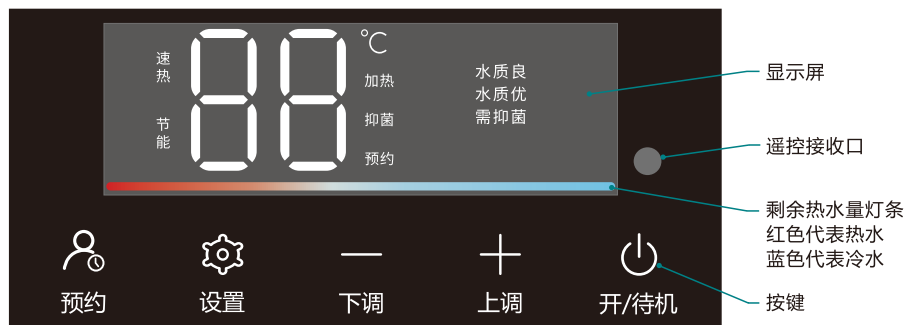 速热
节能
88
°C
加热
抑菌
预约
水质良
水质优
需抑菌
显示屏
遥控接收口
剩余热水量灯条
红色代表热水
蓝色代表冷水
预约
设置
下调
上调
开/待机
按键